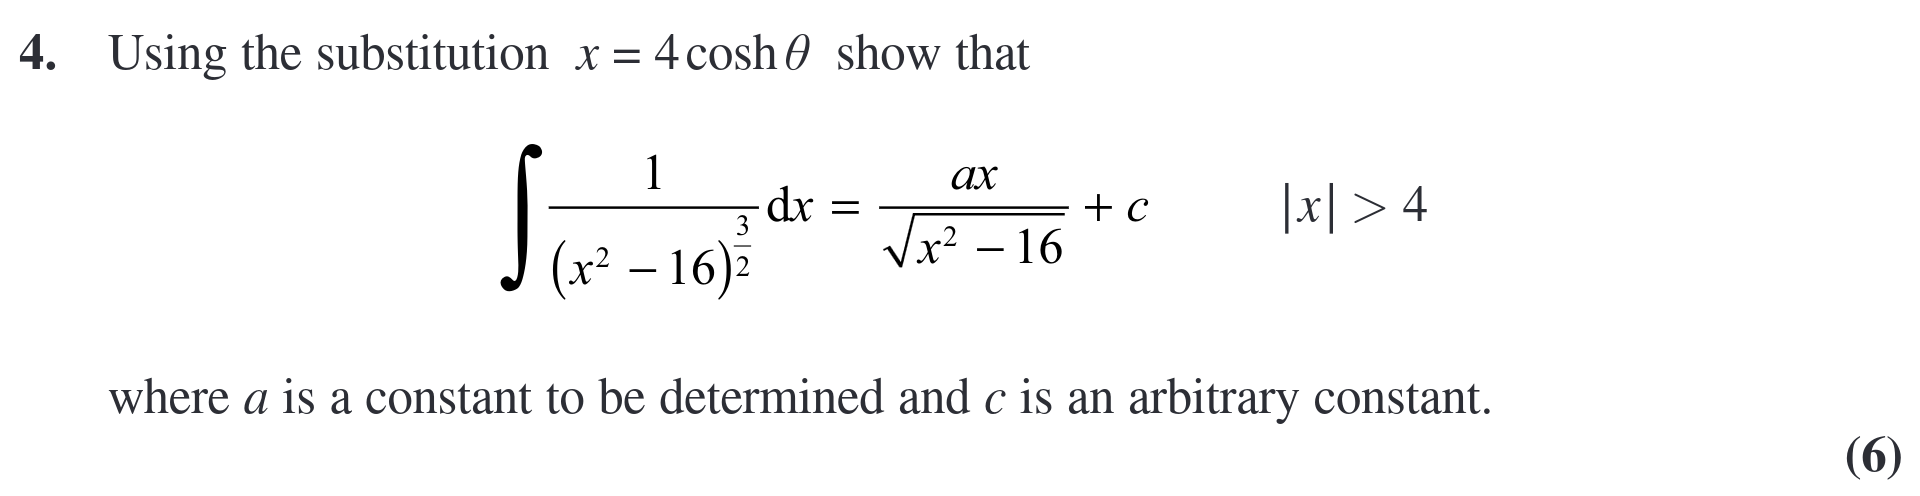 4. Using the substitution x = 4 cosh θ show that
∫ 1/(x² − 16)^(3/2) dx = ax/√(x² − 16) + c |x| > 4
where a is a constant to be determined and c is an arbitrary constant.
(6)